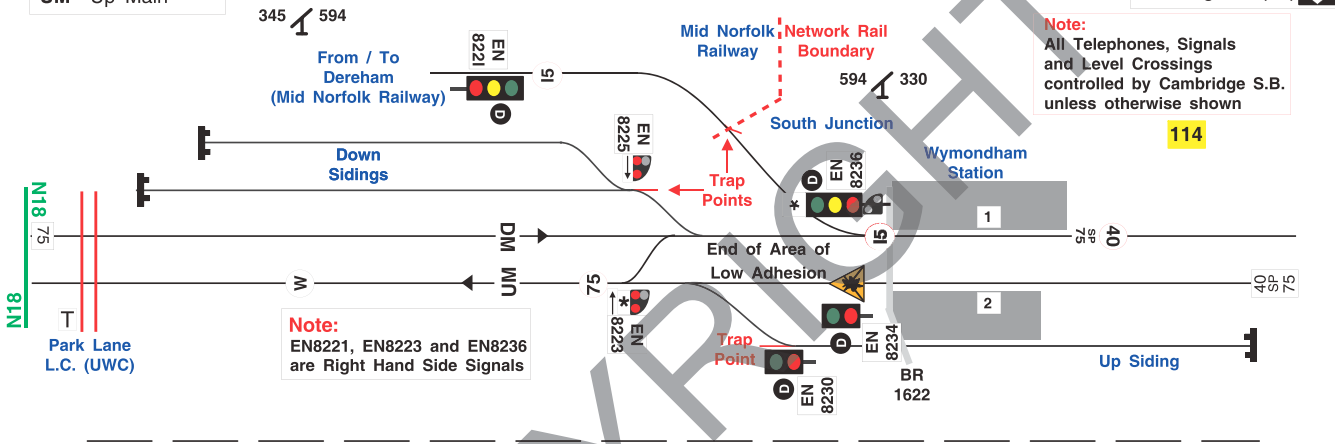 UM Up Main
345 594
EN
8221
D
I5
From / To
Dereham
(Mid Norfolk Railway)
Mid Norfolk
Railway
Network Rail
Boundary
594 330
Note:
All Telephones, Signals
and Level Crossings
controlled by Cambridge S.B.
unless otherwise shown
114
South Junction
Down
Sidings
EN
8225
Trap
Points
D
EN
8236
*
Wymondham
Station
1
N18
75
DM
End of Area of
Low Adhesion
I5
75
SP
40
W
UM
75
2
40
SP
75
N18
T
Park Lane
L.C. (UWC)
Note:
EN8221, EN8223 and EN8236
are Right Hand Side Signals
*
EN
8223
Trap
Point
D
EN
8234
D
EN
8230
BR
1622
Up Siding
YRIGHT